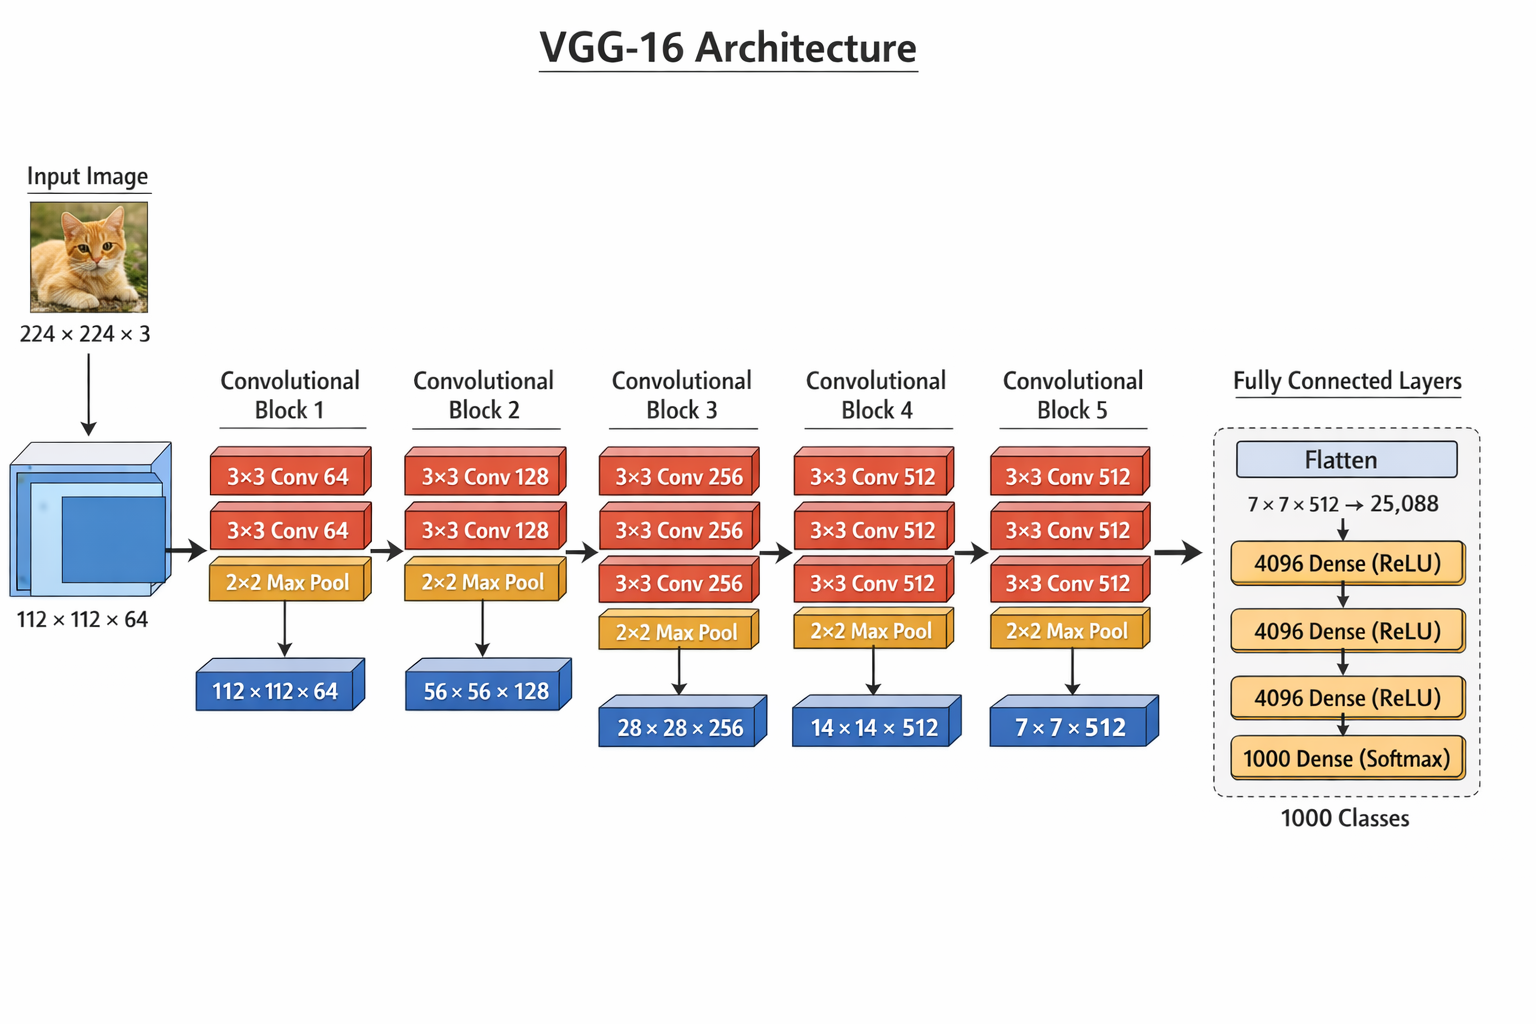 VGG-16 Architecture
Input Image
224 × 224 × 3
112 × 112 × 64
Convolutional
Block 1
3×3 Conv 64
3×3 Conv 64
2×2 Max Pool
112 × 112 × 64
Convolutional
Block 2
3×3 Conv 128
3×3 Conv 128
2×2 Max Pool
56 × 56 × 128
Convolutional
Block 3
3×3 Conv 256
3×3 Conv 256
3×3 Conv 256
2×2 Max Pool
28 × 28 × 256
Convolutional
Block 4
3×3 Conv 512
3×3 Conv 512
3×3 Conv 512
2×2 Max Pool
14 × 14 × 512
Convolutional
Block 5
3×3 Conv 512
3×3 Conv 512
3×3 Conv 512
2×2 Max Pool
7 × 7 × 512
Fully Connected Layers
Flatten
7 × 7 × 512 → 25,088
4096 Dense (ReLU)
4096 Dense (ReLU)
4096 Dense (ReLU)
1000 Dense (Softmax)
1000 Classes